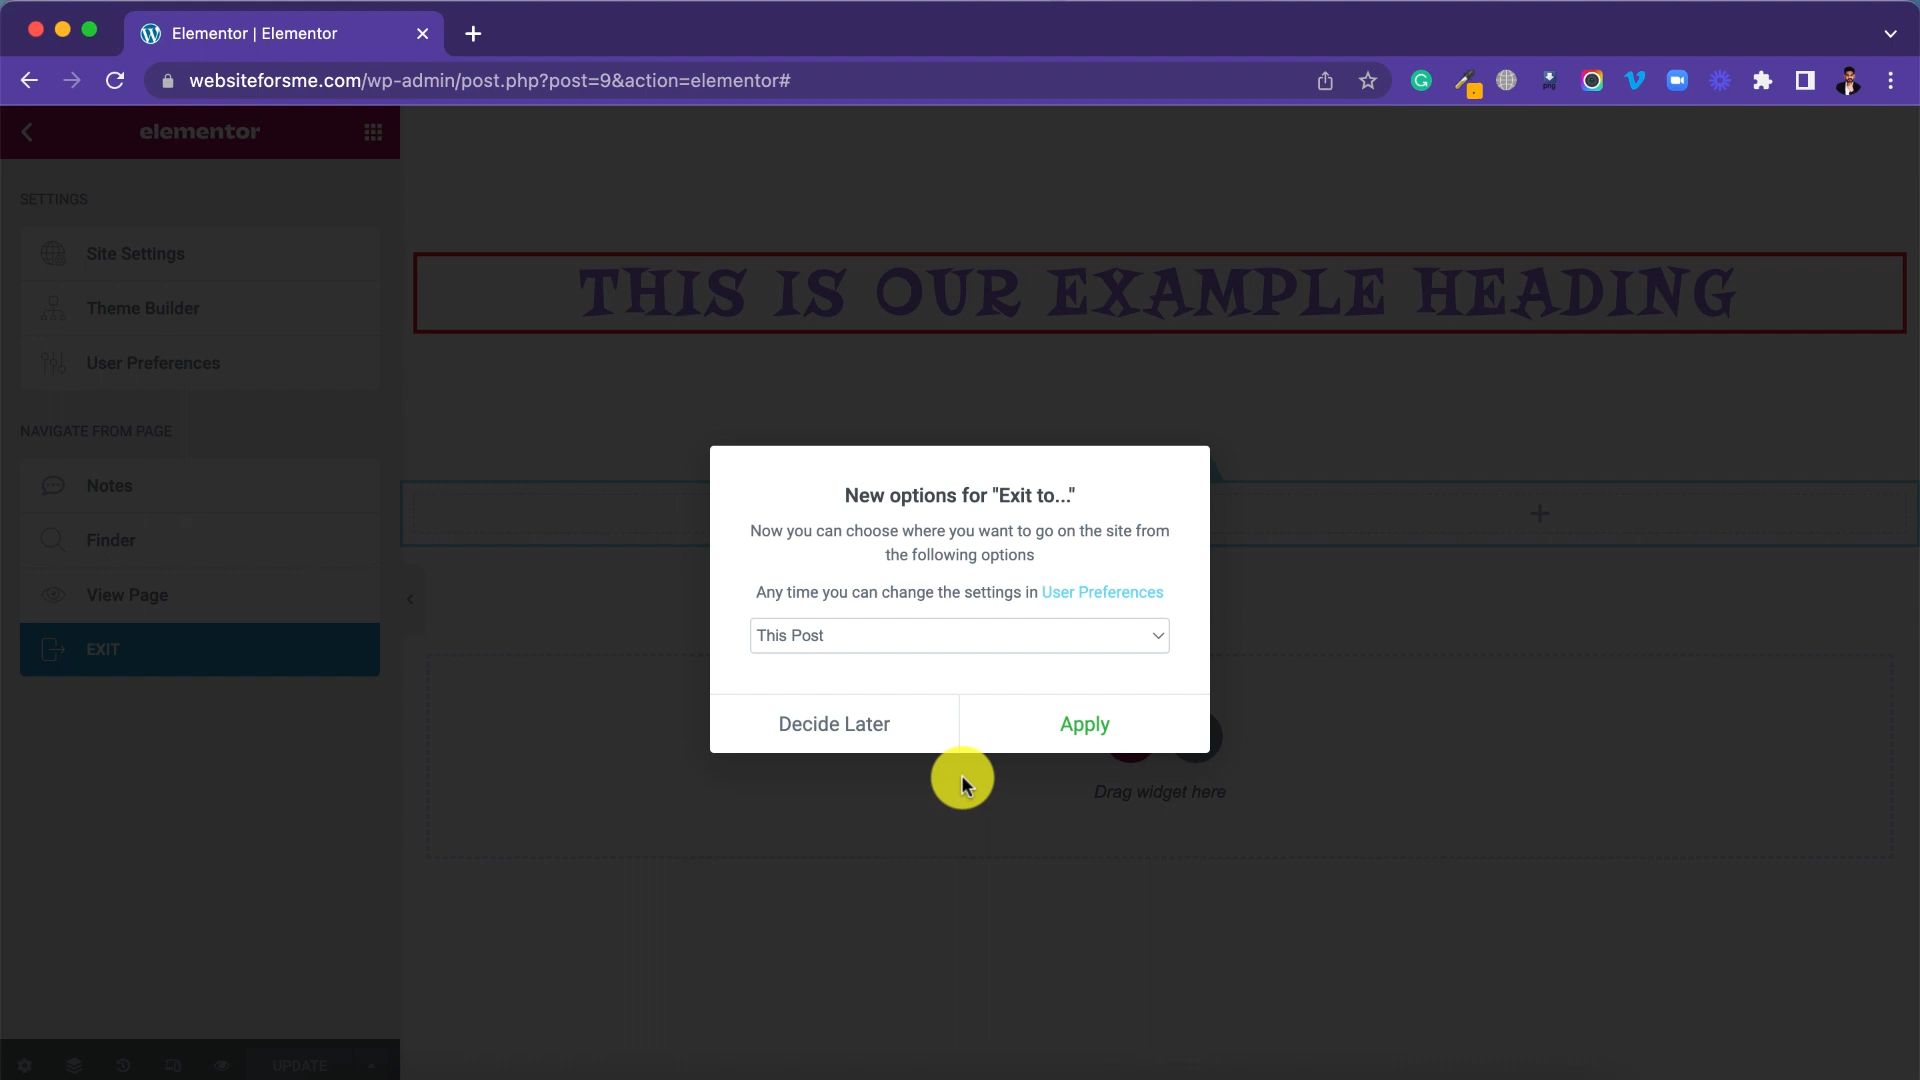 Elementor | Elementor
websiteforsme.com/wp-admin/post.php?post=9&action=elementor#
elementor
SETTINGS
Site Settings
Theme Builder
User Preferences
NAVIGATE FROM PAGE
Notes
Finder
View Page
EXIT
UPDATE
THIS IS OUR EXAMPLE HEADING
New options for "Exit to..."
Now you can choose where you want to go on the site from
the following options
Any time you can change the settings in User Preferences
This Post
Decide Later
Apply
Drag widget here